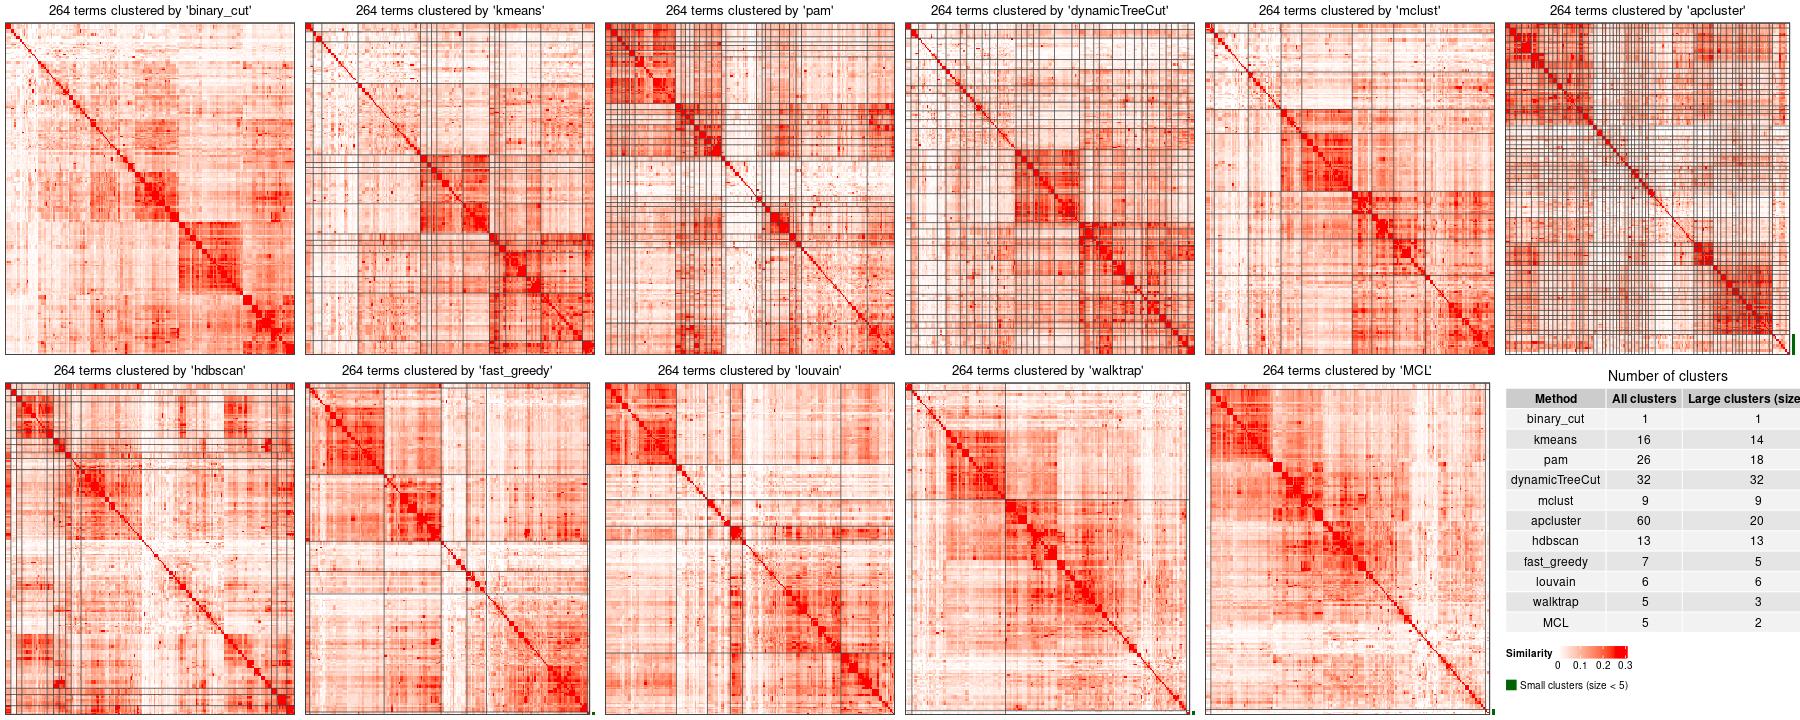 264 terms clustered by 'binary_cut'
264 terms clustered by 'kmeans'
264 terms clustered by 'pam'
264 terms clustered by 'dynamicTreeCut'
264 terms clustered by 'mclust'
264 terms clustered by 'apcluster'
264 terms clustered by 'hdbscan'
264 terms clustered by 'fast_greedy'
264 terms clustered by 'louvain'
264 terms clustered by 'walktrap'
264 terms clustered by 'MCL'
Number of clusters
Method All clusters Large clusters (size
binary_cut 1 1
kmeans 16 14
pam 26 18
dynamicTreeCut 32 32
mclust 9 9
apcluster 60 20
hdbscan 13 13
fast_greedy 7 5
louvain 6 6
walktrap 5 3
MCL 5 2
Similarity
0 0.1 0.2 0.3
Small clusters (size < 5)